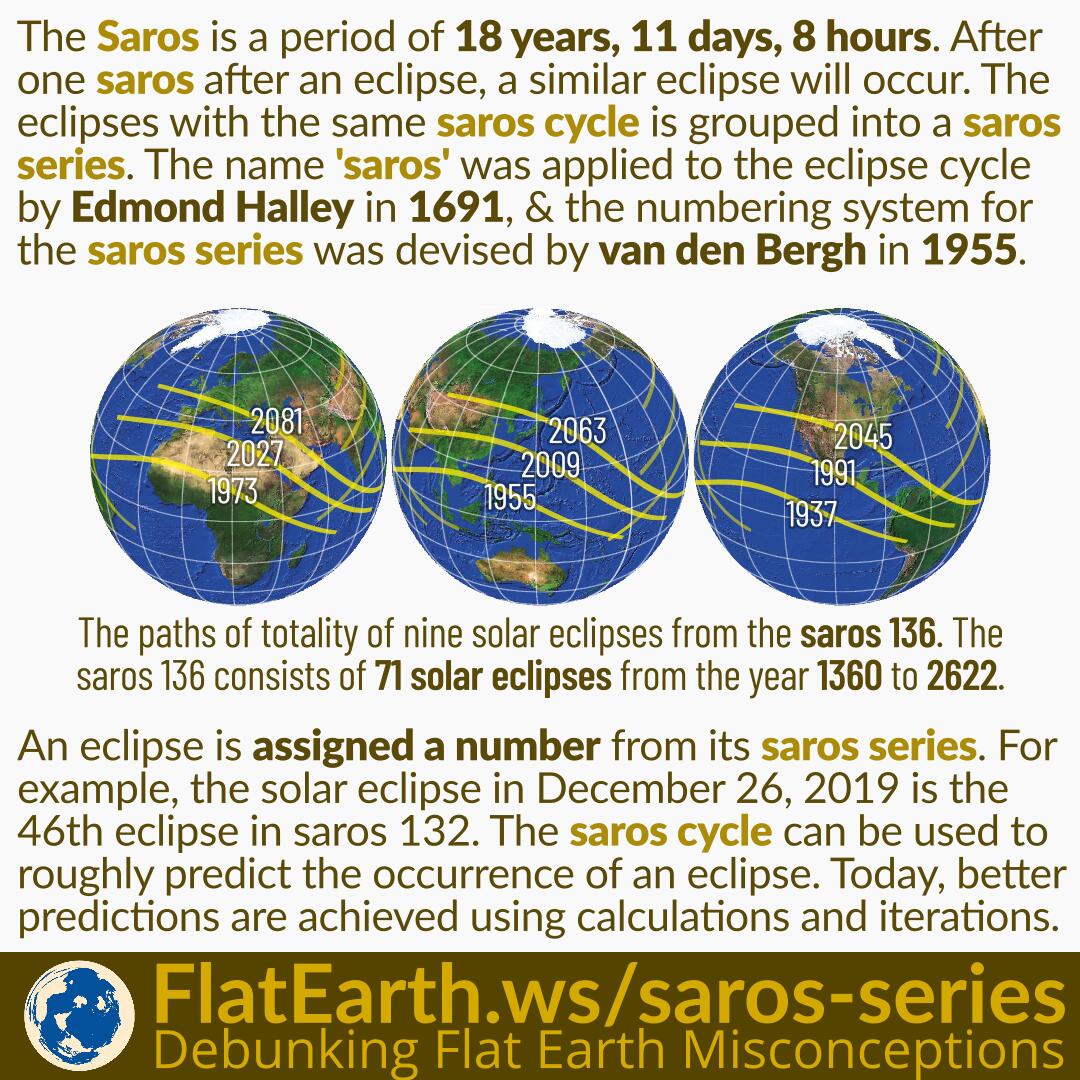 The Saros is a period of 18 years, 11 days, 8 hours. After
one saros after an eclipse, a similar eclipse will occur. The
eclipses with the same saros cycle is grouped into a saros
series. The name 'saros' was applied to the eclipse cycle
by Edmond Halley in 1691, & the numbering system for
the saros series was devised by van den Bergh in 1955.
2081
2027
1973
2063
2009
1955
2045
1991
1937
The paths of totality of nine solar eclipses from the saros 136. The
saros 136 consists of 71 solar eclipses from the year 1360 to 2622.
An eclipse is assigned a number from its saros series. For
example, the solar eclipse in December 26, 2019 is the
46th eclipse in saros 132. The saros cycle can be used to
roughly predict the occurrence of an eclipse. Today, better
predictions are achieved using calculations and iterations.
FlatEarth.ws/saros-series
Debunking Flat Earth Misconceptions